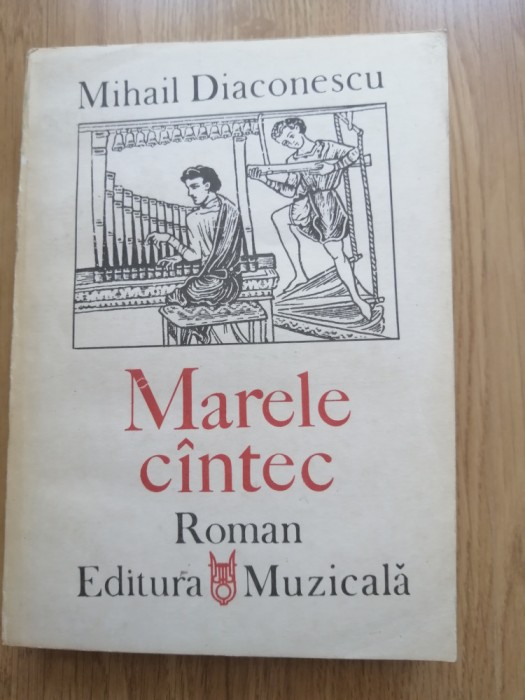 Mihail Diaconescu
Marele
cîntec
Roman
Editura Muzicală